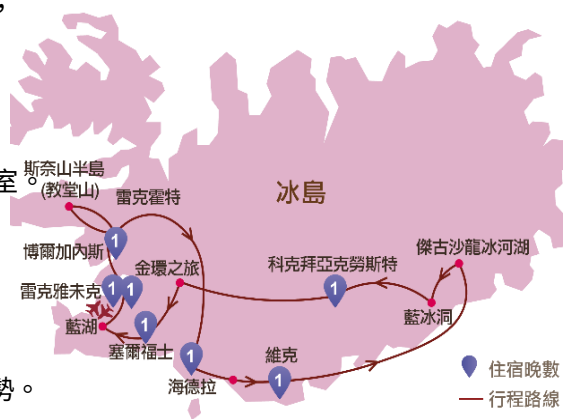 ，
室。
勢。
斯奈山半島
(教堂山)
雷克霍特
冰島
博爾加內斯
1
金環之旅
科克拜亞克勞斯特
傑古沙龍冰河湖
雷克雅未克
1
1
1
藍冰洞
藍湖
1
塞爾福士
維克
1
海德拉
1
住宿晚數
行程路線